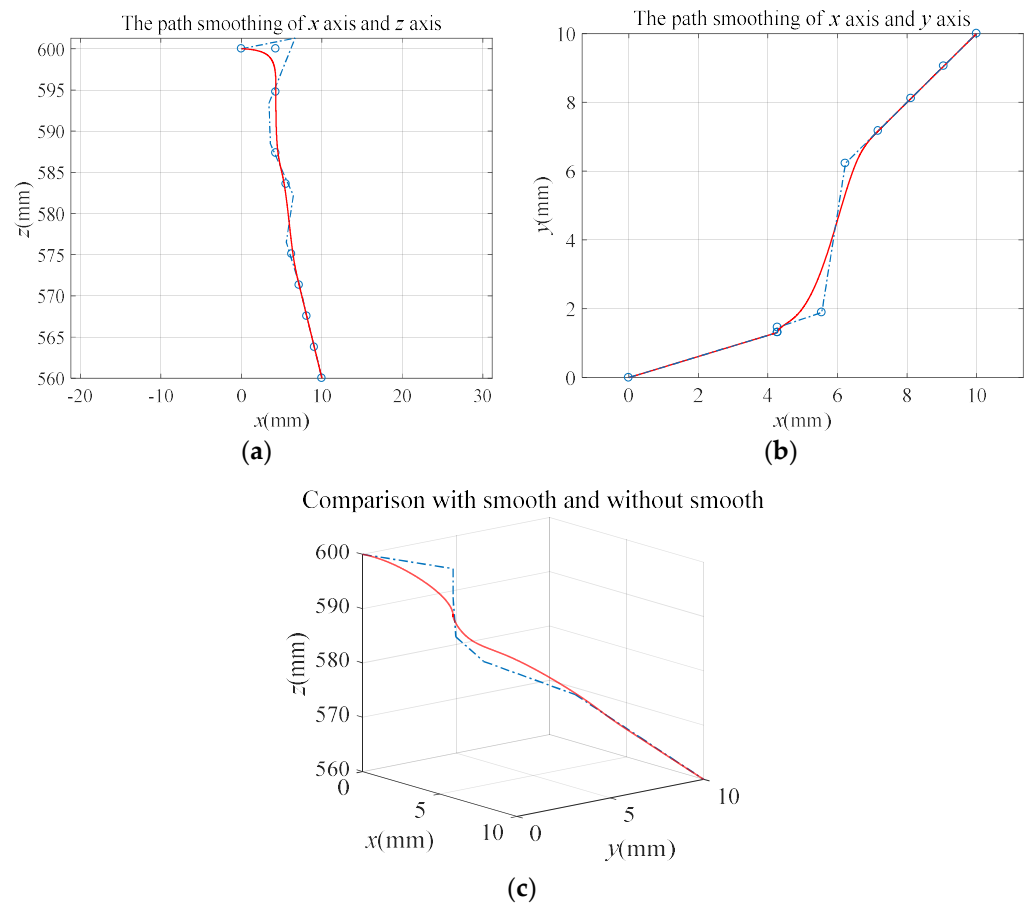 The path smoothing of x axis and z axis
600
595
590
585
580
575
570
565
560
z(mm)
-20 -10 0 10 20 30
x(mm)
(a)
The path smoothing of x axis and y axis
10
8
6
4
2
0
y(mm)
0 2 4 6 8 10
x(mm)
(b)
Comparison with smooth and without smooth
600
590
580
570
560
z(mm)
0
5
10
x(mm)
0
5
10
y(mm)
(c)